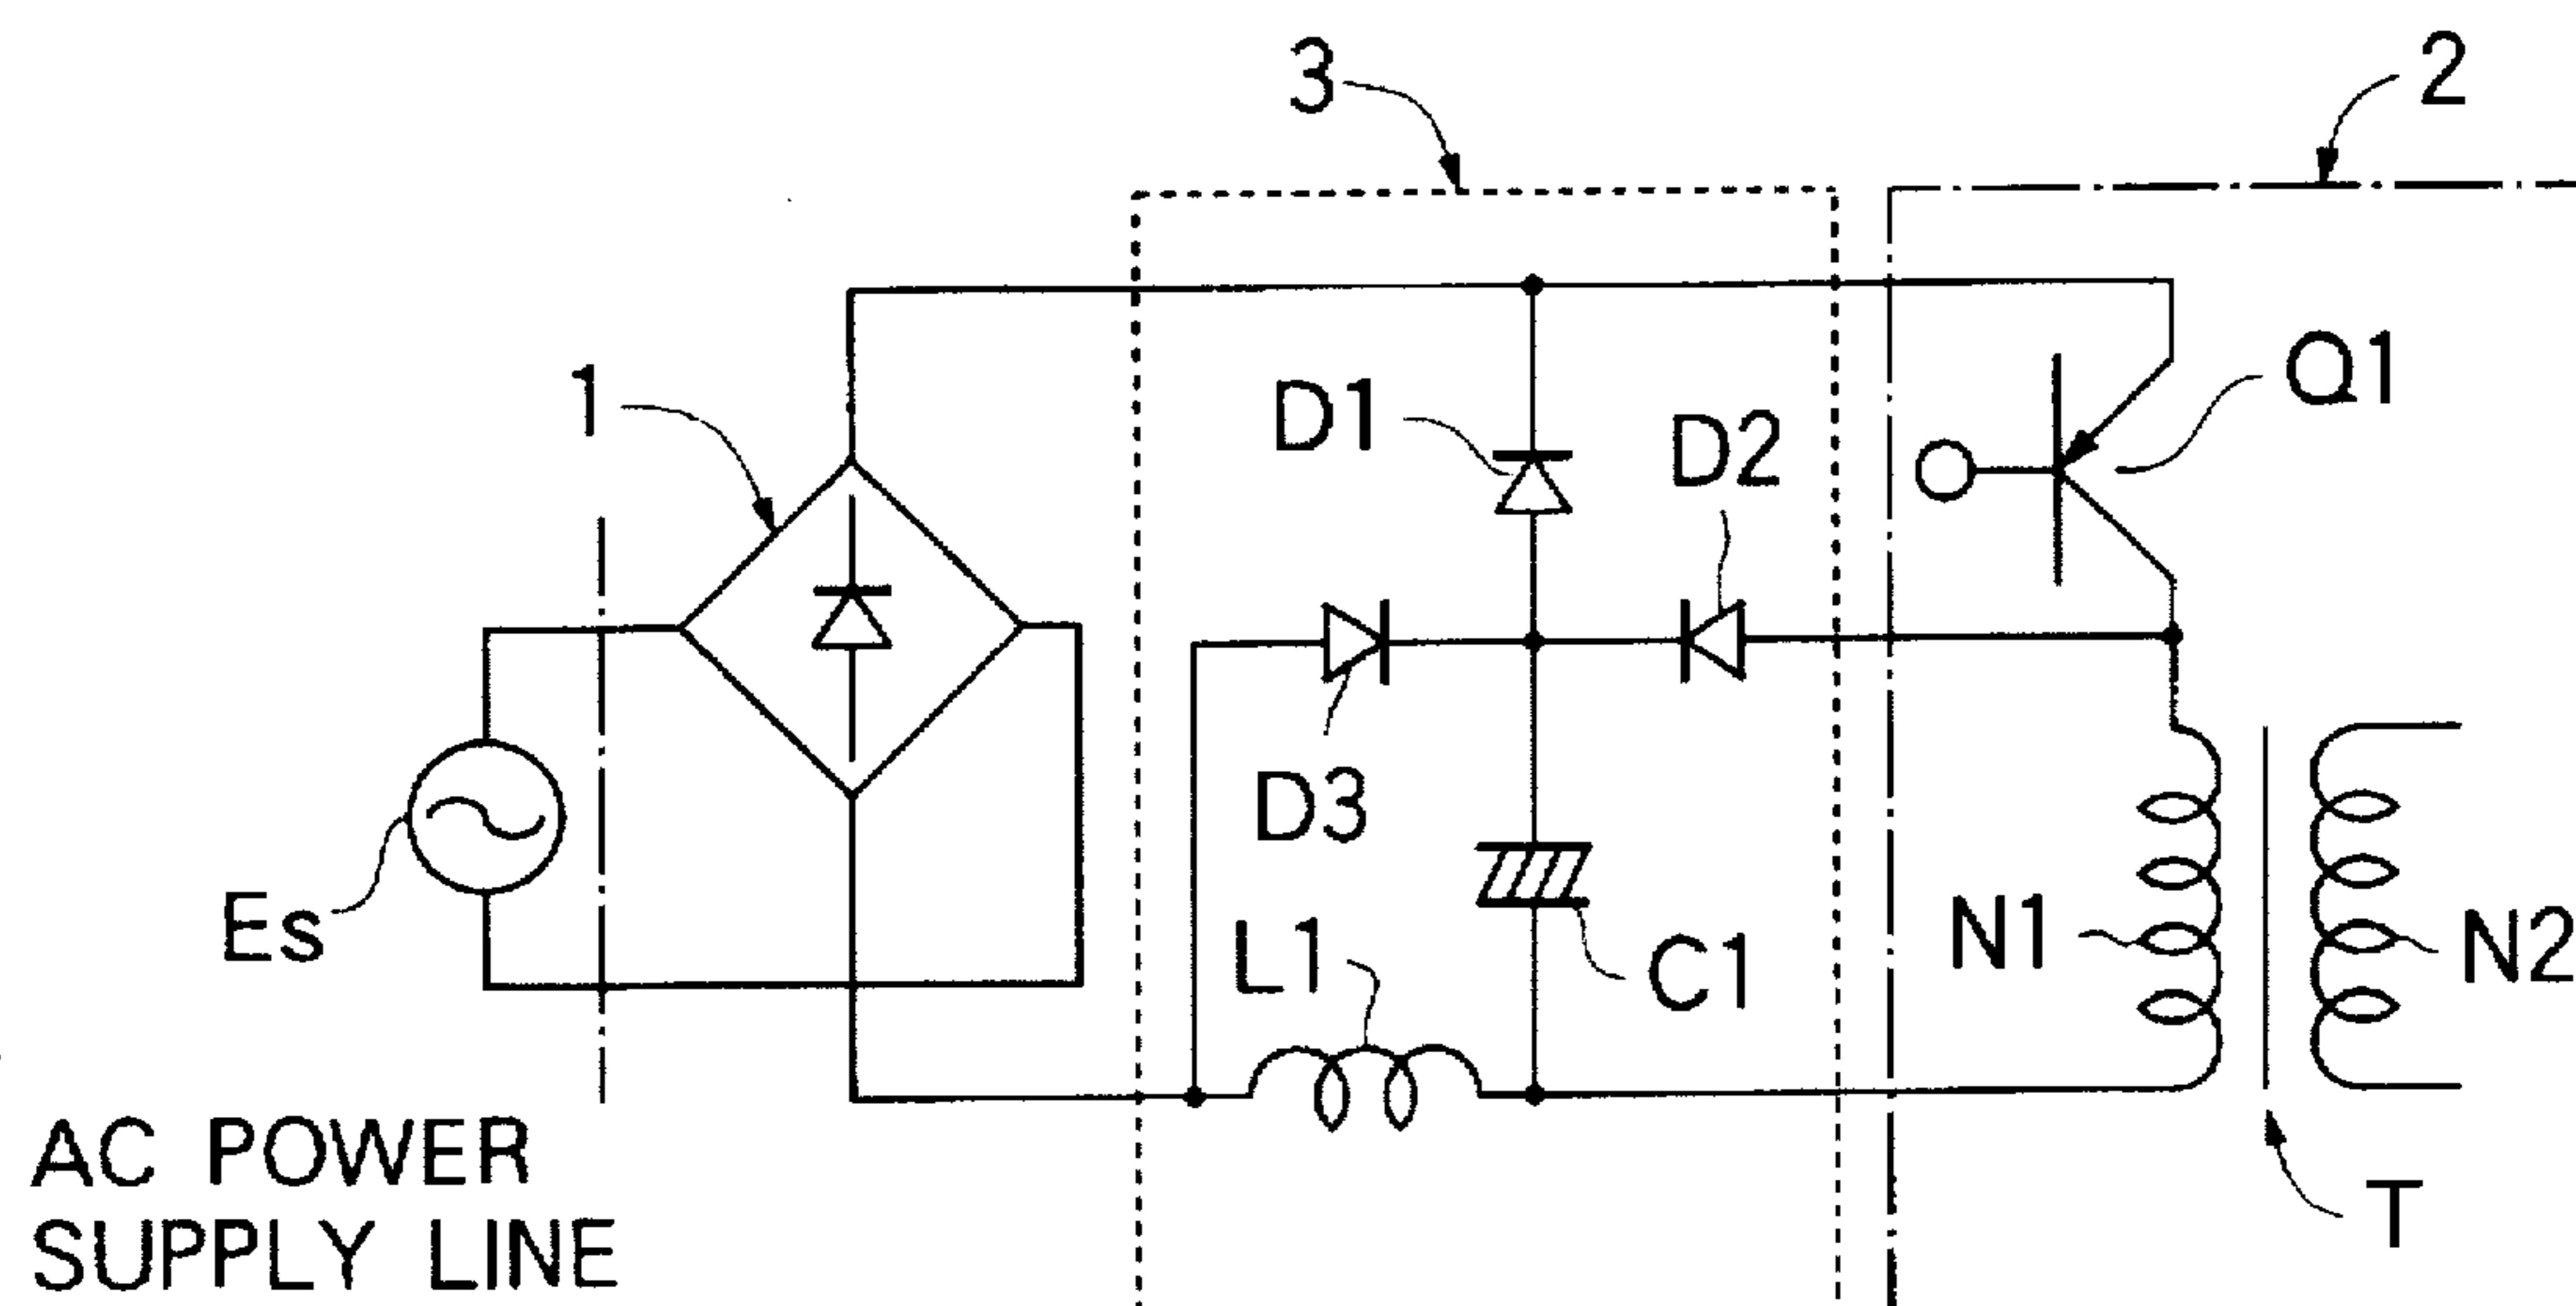 3
2
1
D1
D2
Q1
D3
Es
L1
C1
N1
N2
T
AC POWER
SUPPLY LINE